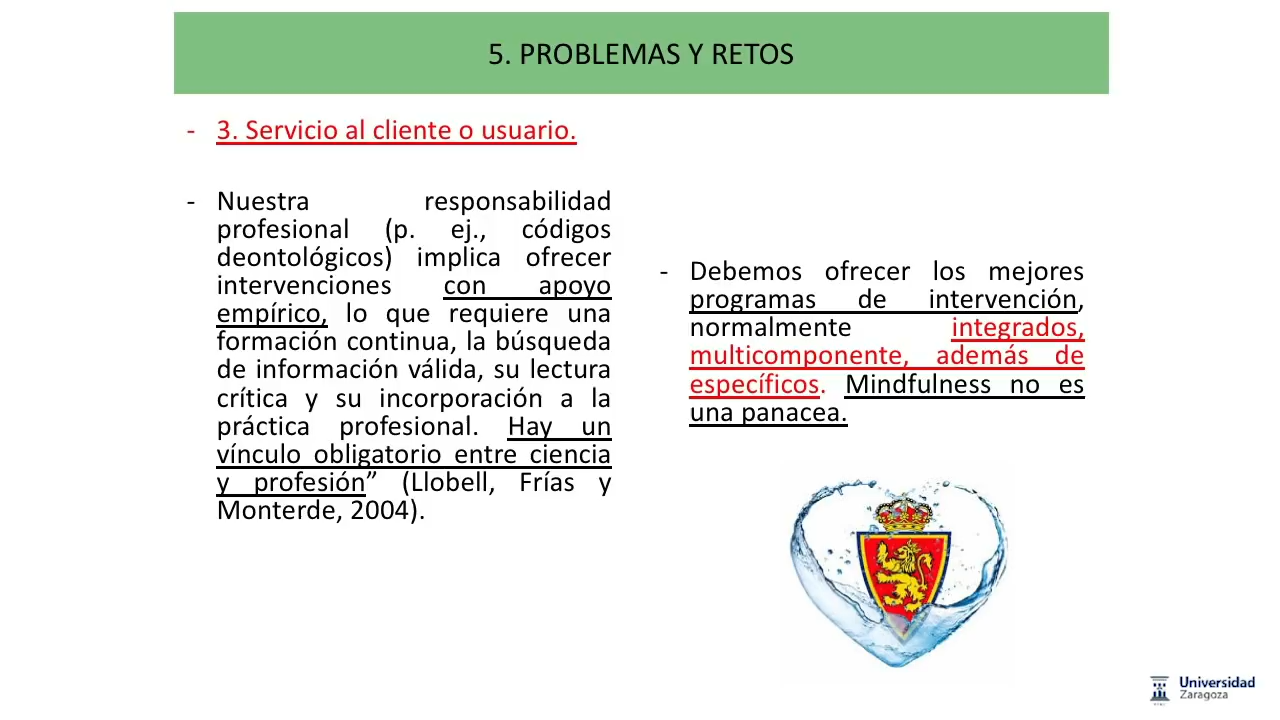 5. PROBLEMAS Y RETOS
- 3. Servicio al cliente o usuario.
- Nuestra responsabilidad
profesional (p. ej., códigos
deontológicos) implica ofrecer
intervenciones con apoyo
empírico, lo que requiere una
formación continua, la búsqueda
de información válida, su lectura
crítica y su incorporación a la
práctica profesional. Hay un
vínculo obligatorio entre ciencia
y profesión” (Llobell, Frías y
Monterde, 2004).
- Debemos ofrecer los mejores
programas de intervención,
normalmente integrados,
multicomponente, además de
específicos. Mindfulness no es
una panacea.
Universidad
Zaragoza